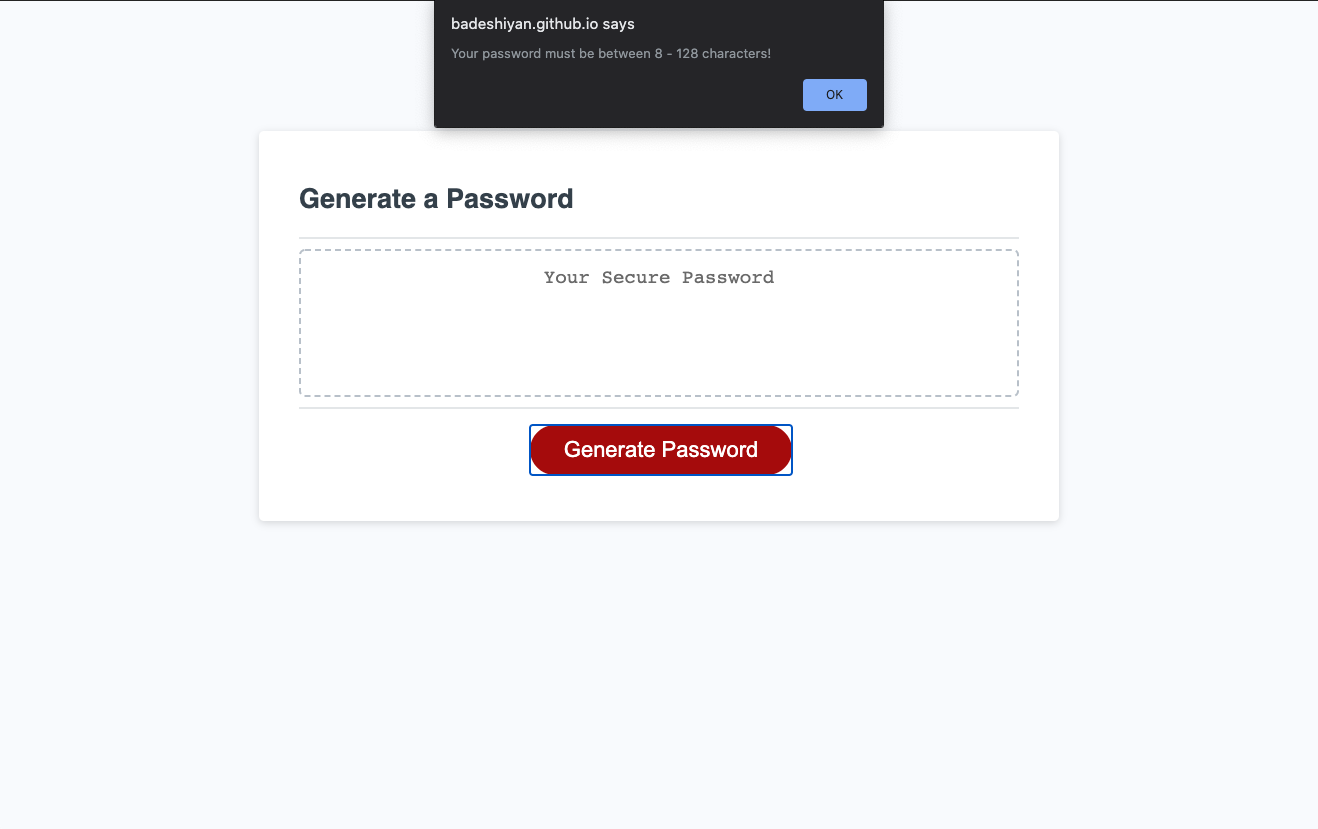 badeshiyan.github.io says
Your password must be between 8 - 128 characters!
OK
Generate a Password
Your Secure Password
Generate Password